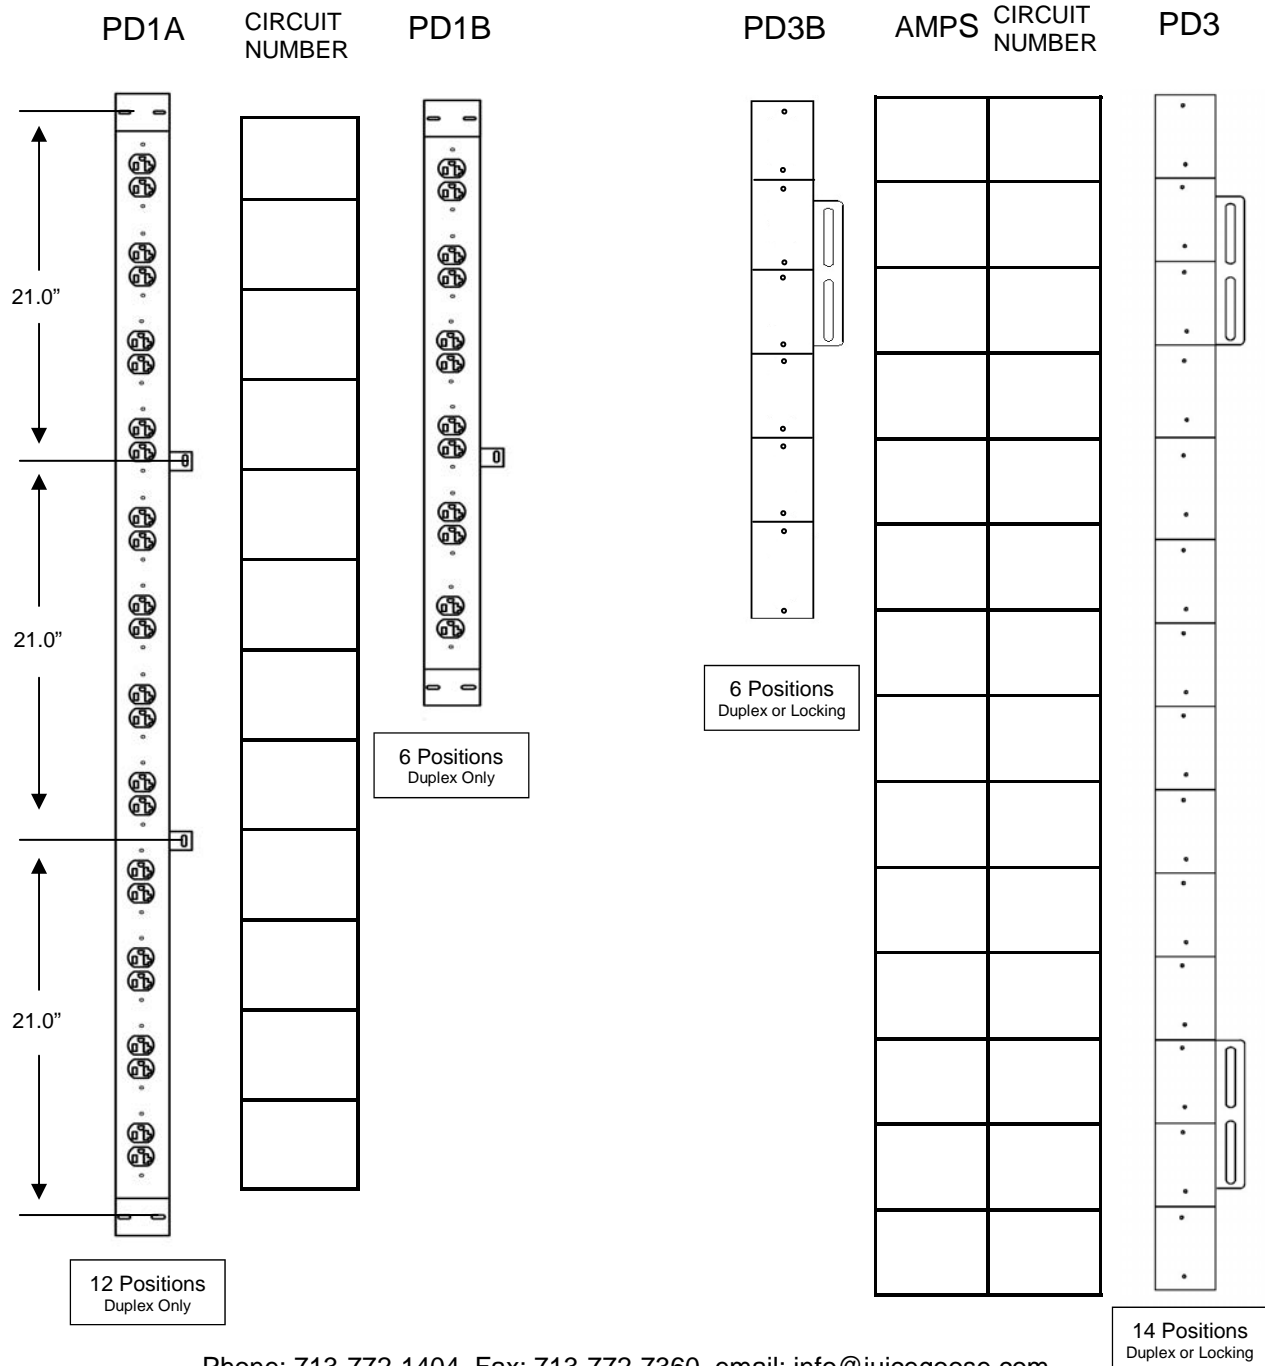 PD1A
CIRCUIT
NUMBER
PD1B
PD3B
AMPS
CIRCUIT
NUMBER
PD3
21.0”
21.0”
21.0”
6 Positions
Duplex or Locking
6 Positions
Duplex Only
12 Positions
Duplex Only
14 Positions
Duplex or Locking
Phone: 713-772-1404 Fax: 713-772-7360 email: info@juicegoose.com